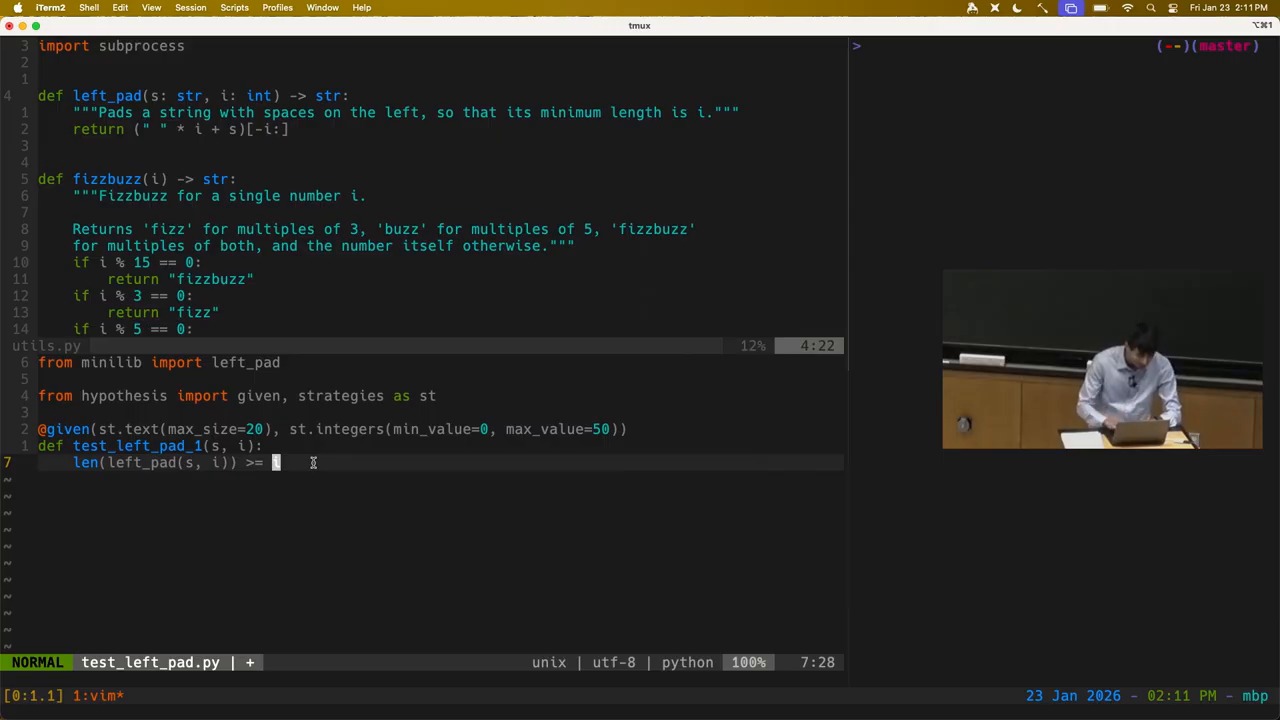 iTerm2 Shell Edit View Session Scripts Profiles Window Help Fri Jan 23 2:11 PM
tmux ⌥⌘1
3 import subprocess
2
1
4 def left_pad(s: str, i: int) -> str:
1 """Pads a string with spaces on the left, so that its minimum length is i."""
2 return (" " * i + s)[-i:]
3
4
5 def fizzbuzz(i) -> str:
6 """Fizzbuzz for a single number i.
7
8 Returns 'fizz' for multiples of 3, 'buzz' for multiples of 5, 'fizzbuzz'
9 for multiples of both, and the number itself otherwise."""
10 if i % 15 == 0:
11 return "fizzbuzz"
12 if i % 3 == 0:
13 return "fizz"
14 if i % 5 == 0:
utils.py 12% 4:22
6 from minilib import left_pad
5
4 from hypothesis import given, strategies as st
3
2 @given(st.text(max_size=20), st.integers(min_value=0, max_value=50))
1 def test_left_pad_1(s, i):
7 len(left_pad(s, i)) >= i
~
~
~
~
~
~
~
~
~
~
~
NORMAL test_left_pad.py | + unix | utf-8 | python 100% 7:28
[0:1.1] 1:vim* 23 Jan 2026 - 02:11 PM - mbp
> (--)(master)